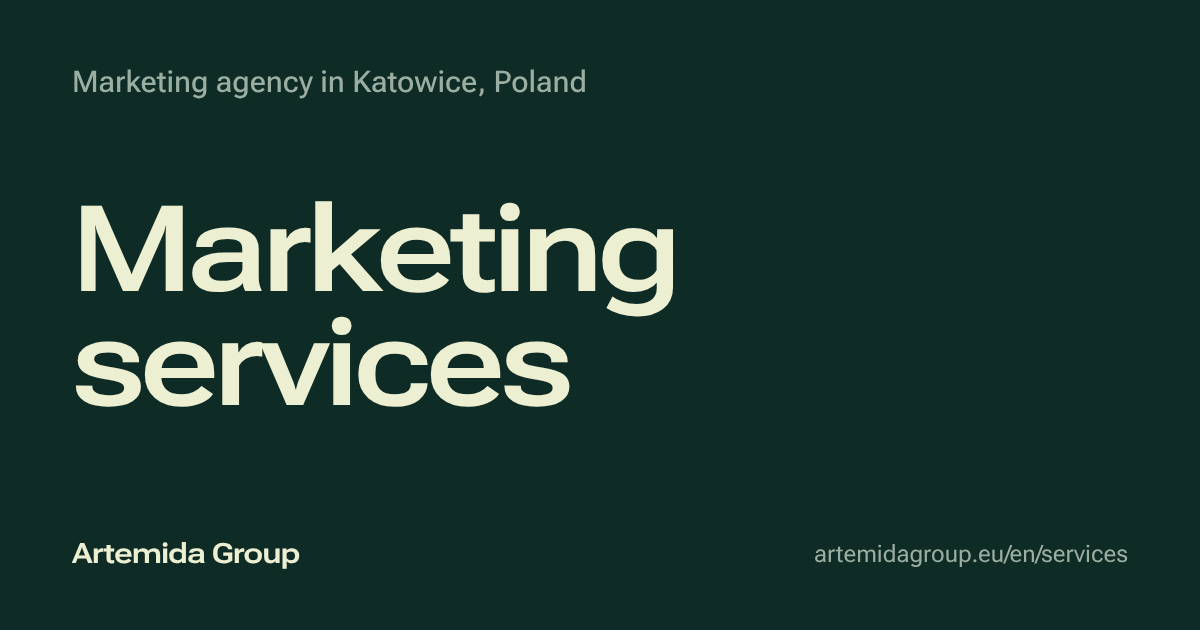 Marketing agency in Katowice, Poland
Marketing
services
Artemida Group
artemidagroup.eu/en/services